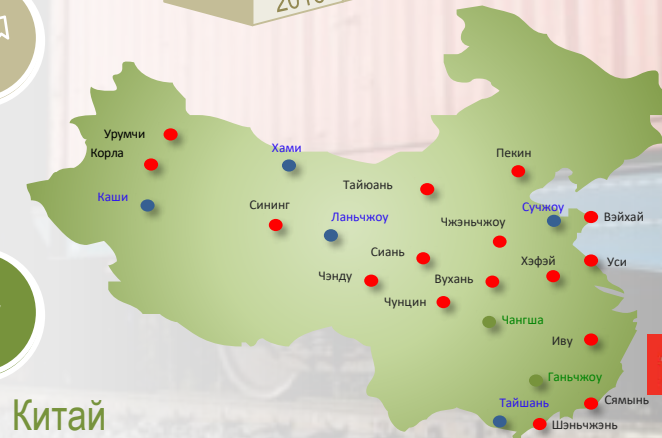 Урумчи
Корла
Хами
Пекин
Каши
Тайюань
Сининг
Ланьчжоу
Сучжоу
Вэйхай
Чжэньчжоу
Сиань
Хэфэй
Уси
Чэнду
Вухань
Чунцин
Чангша
Иву
Ганьчжоу
Тайшань
Сямынь
Шэньчжэнь
Китай